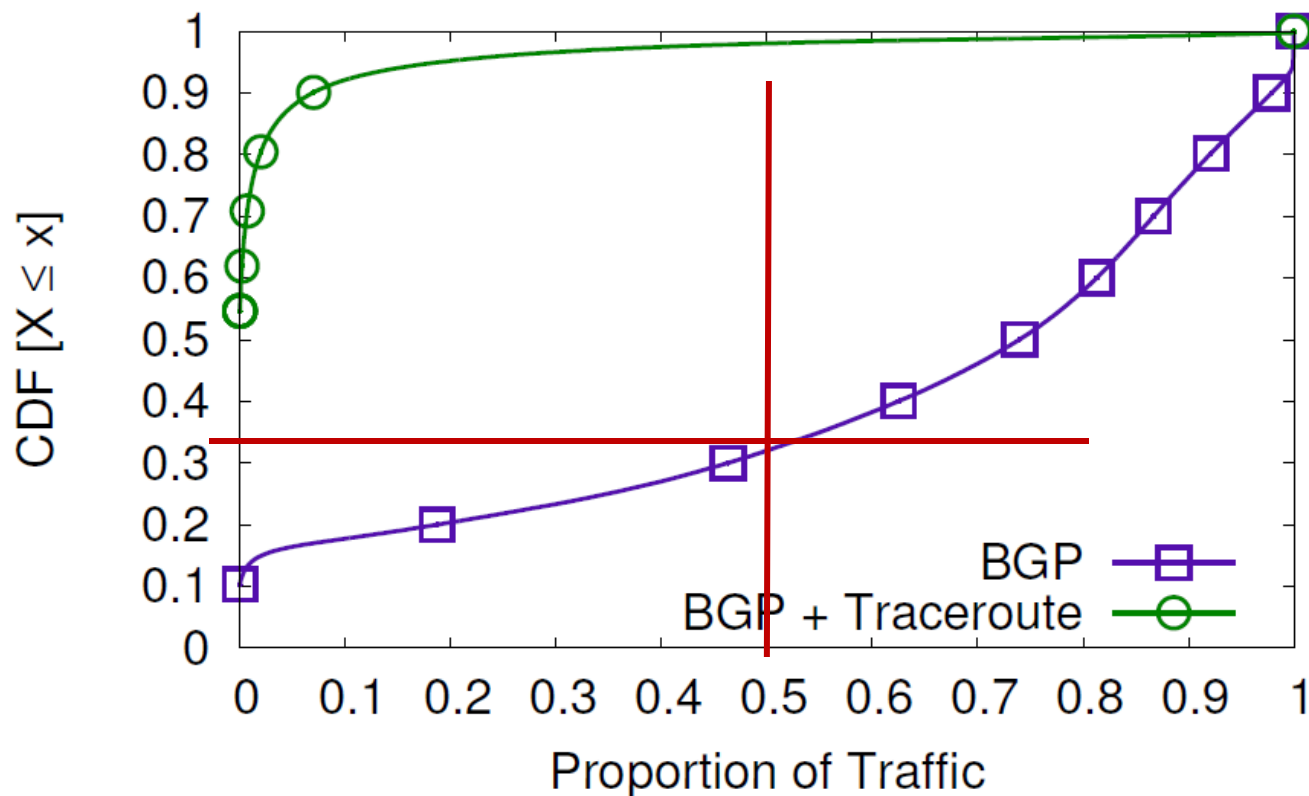 CDF [X ≤ x]
1
0.9
0.8
0.7
0.6
0.5
0.4
0.3
0.2
0.1
0
BGP
BGP + Traceroute
0 0.1 0.2 0.3 0.4 0.5 0.6 0.7 0.8 0.9 1
Proportion of Traffic